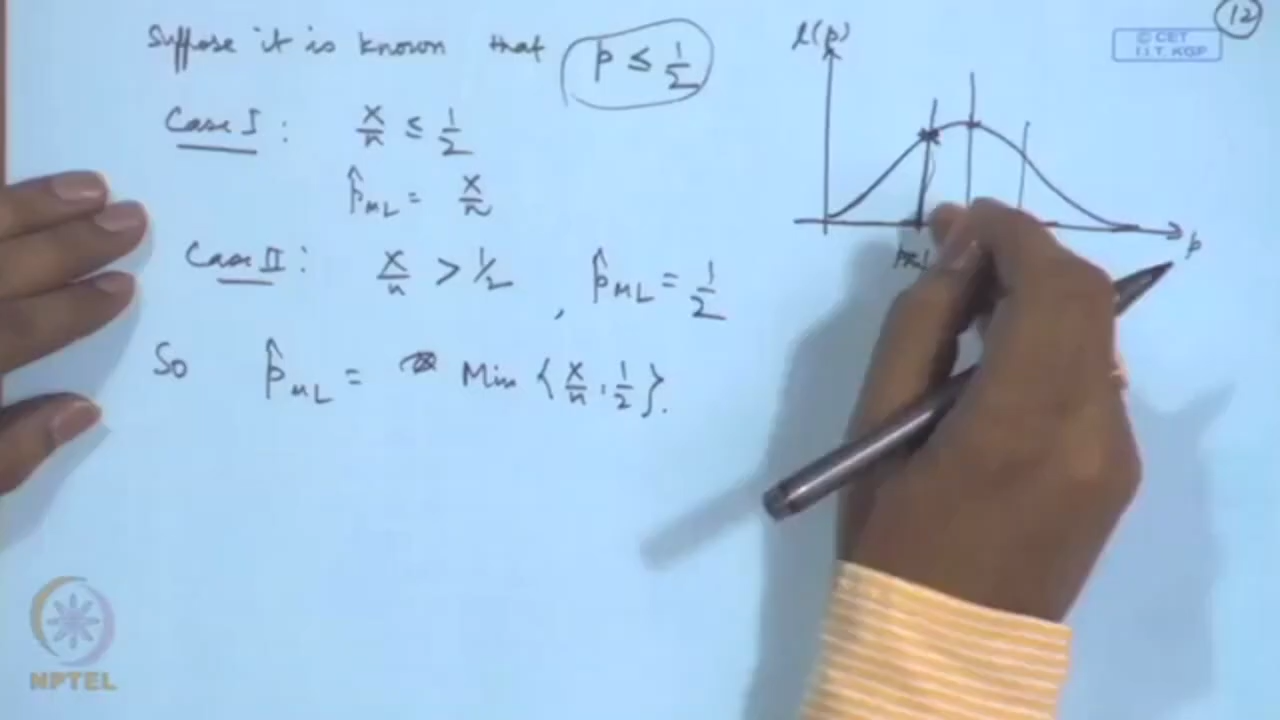 12
© CET
I.I.T. KGP
Suppose it is known that p ≤ 1/2
l(p)
Case I : X/n ≤ 1/2
p̂ML = X/n
p
Case II : X/n > 1/2 , p̂ML = 1/2
So p̂ML = Min {X/n, 1/2}.
NPTEL